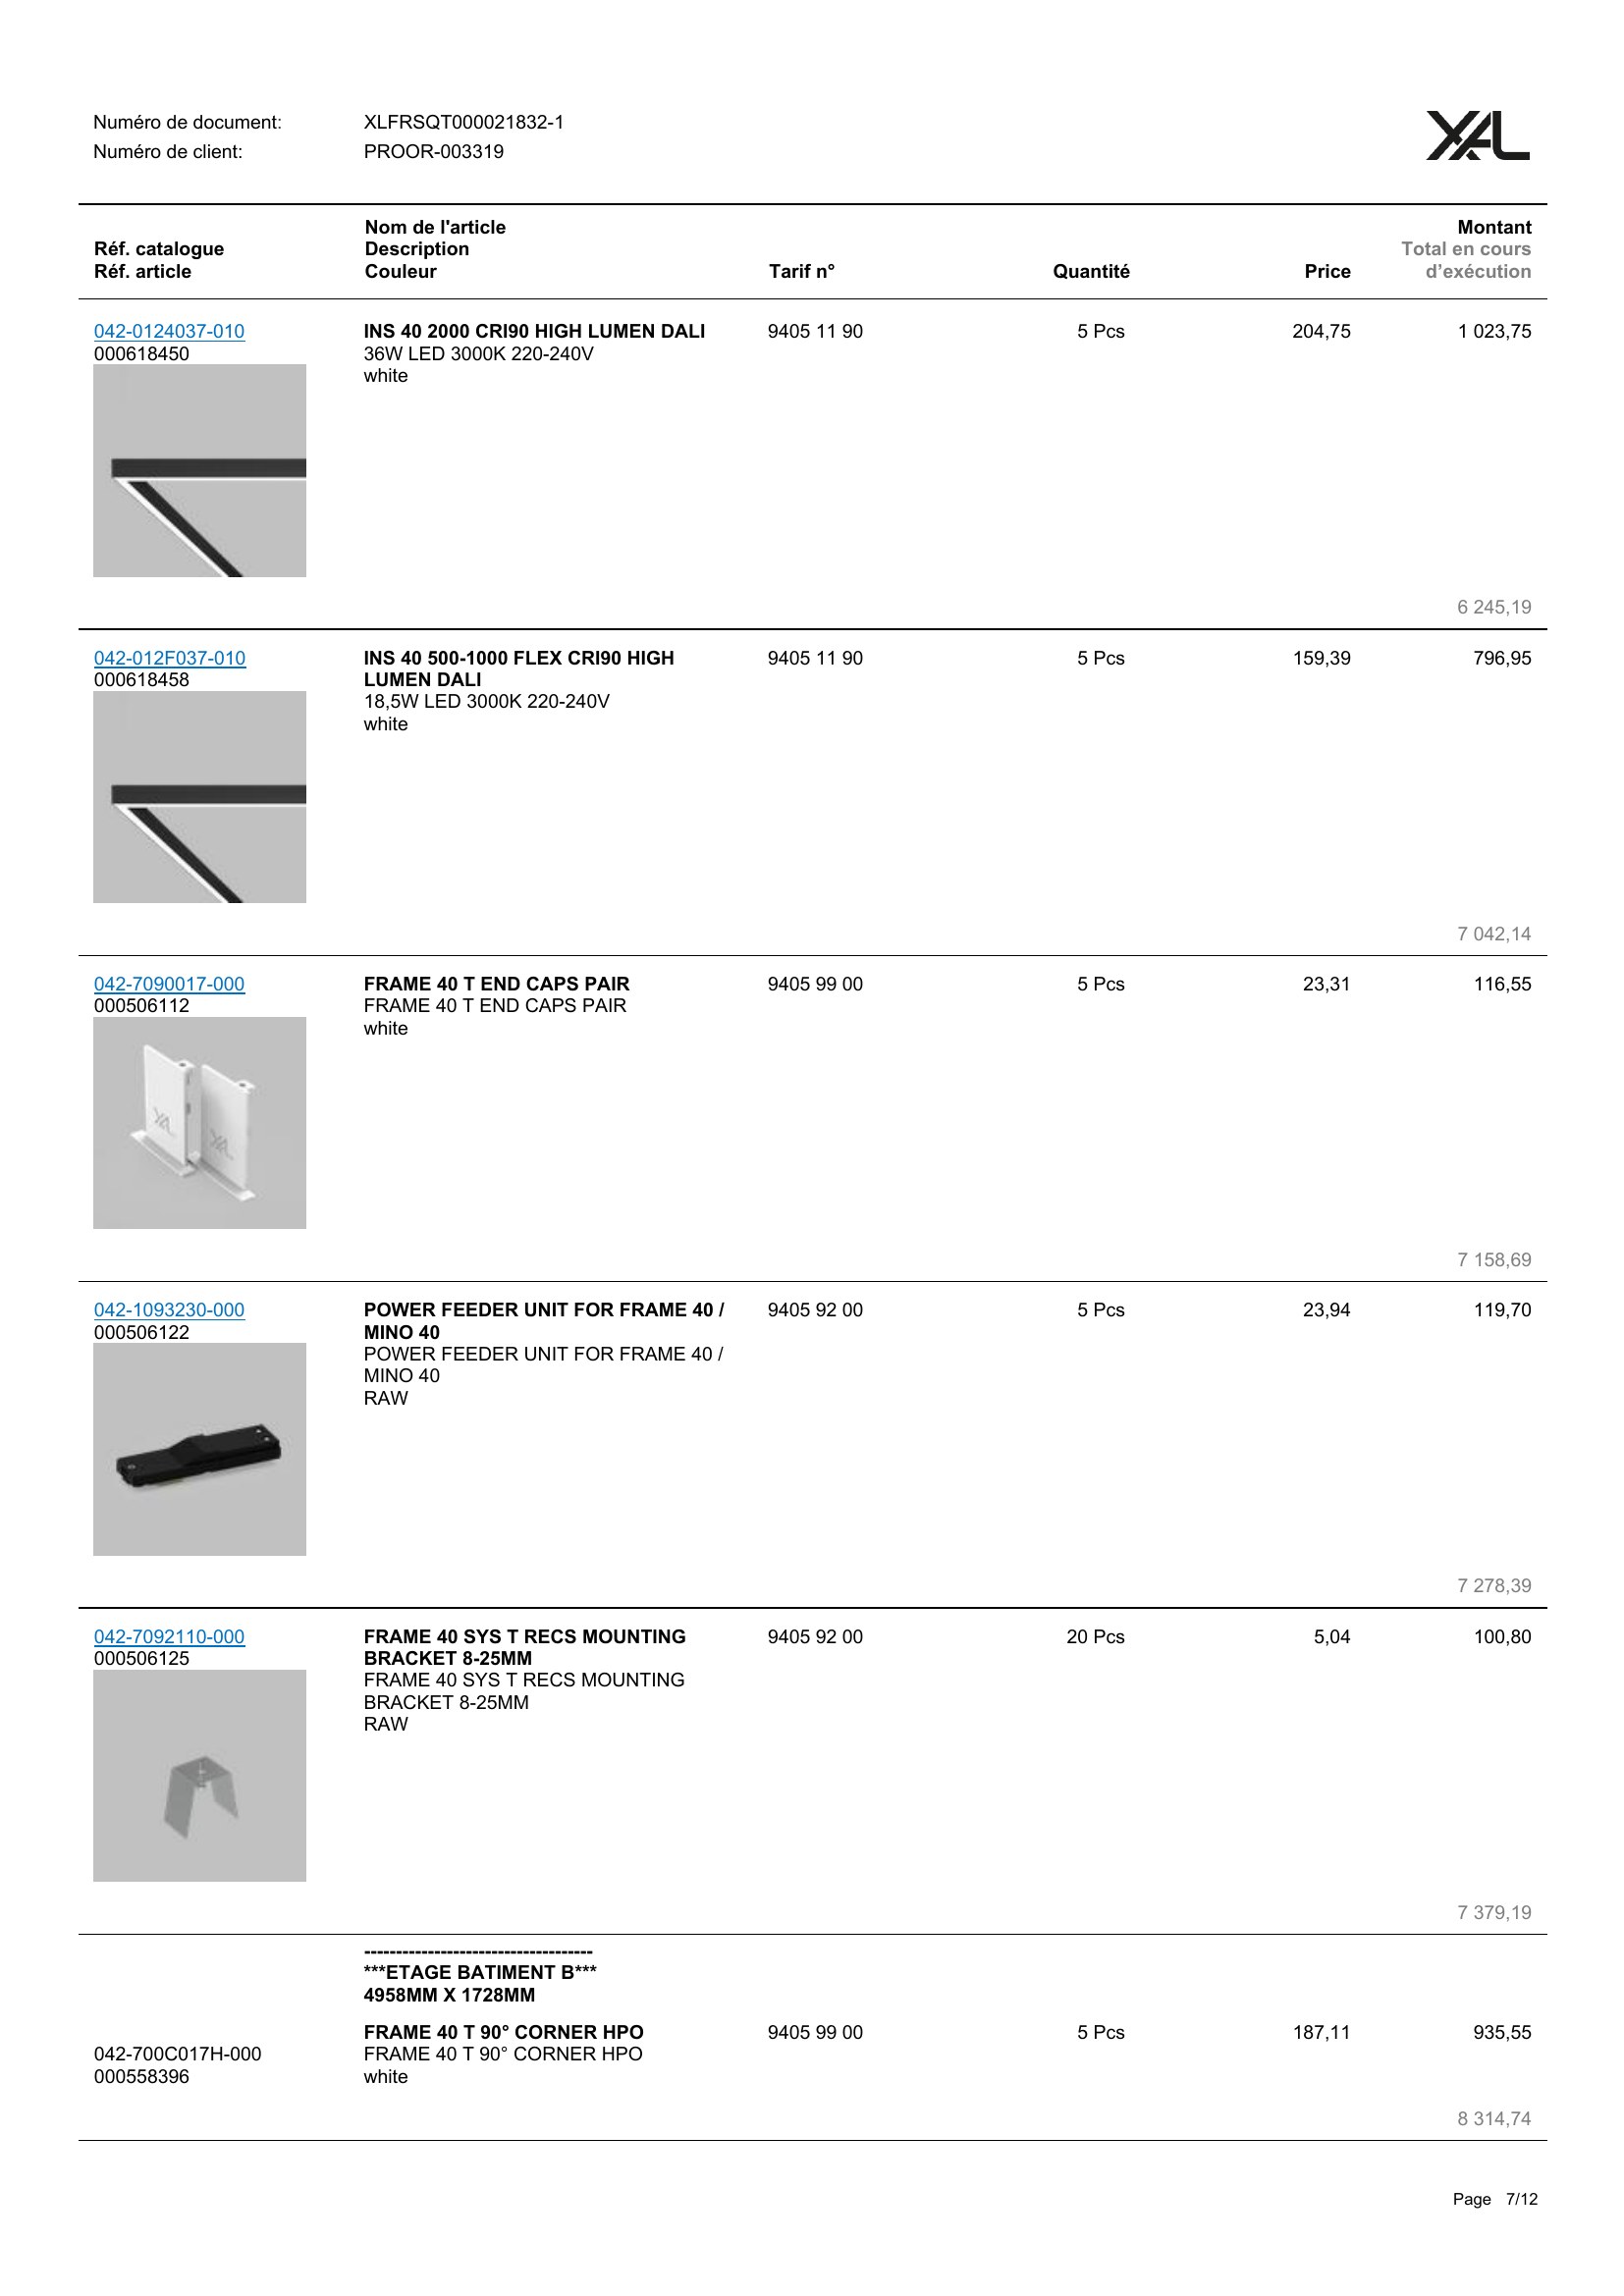 Numéro de document: XLFRSQT000021832-1
Numéro de client: PROOR-003319
XAL
Nom de l'article Montant
Réf. catalogue Description Total en cours
Réf. article Couleur Tarif n° Quantité Price d’exécution
042-0124037-010 INS 40 2000 CRI90 HIGH LUMEN DALI 9405 11 90 5 Pcs 204,75 1 023,75
000618450 36W LED 3000K 220-240V
white
6 245,19
042-012F037-010 INS 40 500-1000 FLEX CRI90 HIGH 9405 11 90 5 Pcs 159,39 796,95
000618458 LUMEN DALI
18,5W LED 3000K 220-240V
white
7 042,14
042-7090017-000 FRAME 40 T END CAPS PAIR 9405 99 00 5 Pcs 23,31 116,55
000506112 FRAME 40 T END CAPS PAIR
white
XAL
XAL
7 158,69
042-1093230-000 POWER FEEDER UNIT FOR FRAME 40 / 9405 92 00 5 Pcs 23,94 119,70
000506122 MINO 40
POWER FEEDER UNIT FOR FRAME 40 /
MINO 40
RAW
7 278,39
042-7092110-000 FRAME 40 SYS T RECS MOUNTING 9405 92 00 20 Pcs 5,04 100,80
000506125 BRACKET 8-25MM
FRAME 40 SYS T RECS MOUNTING
BRACKET 8-25MM
RAW
7 379,19
------------------------------------
***ETAGE BATIMENT B***
4958MM X 1728MM
FRAME 40 T 90° CORNER HPO 9405 99 00 5 Pcs 187,11 935,55
042-700C017H-000 FRAME 40 T 90° CORNER HPO
000558396 white
8 314,74
Page 7/12